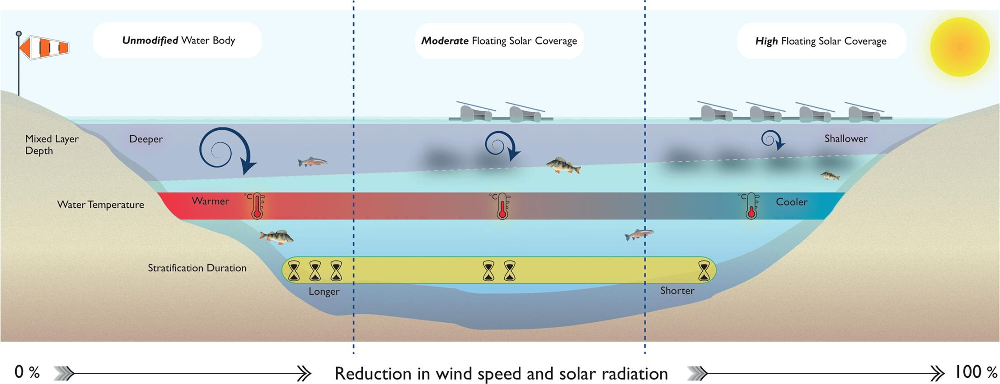 Unmodified Water Body
Moderate Floating Solar Coverage
High Floating Solar Coverage
Mixed Layer
Depth
Deeper
Shallower
Water Temperature
Warmer
°C
°C
°C
Cooler
Stratification Duration
Longer
Shorter
0 %
Reduction in wind speed and solar radiation
100 %